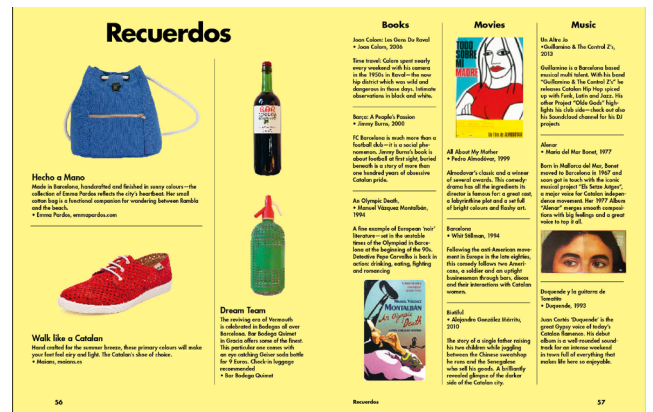 Recuerdos
Hecho a Mano
Made in Barcelona, handcrafted and finished in sunny colours—the
collection of Emma Pardos reflects the city's heartbeat. Her small
cotton bag is a functional companion for wandering between Rambla
and the beach.
• Emma Pardos, emmapardos.com
Walk like a Catalan
Hand crafted for the summer breeze, these primary colours will make
your feet feel airy and light. The Catalan's shoe of choice.
• Maians, maians.es
Dream Team
The reviving era of Vermouth
is celebrated in Bodegas all over
Barcelona. Bar Bodega Quimet
in Gracia offers some of the finest.
This particular one comes with
an eye catching Geiser soda bottle
for 9 Euros. Check-in luggage
recommended
• Bar Bodega Quimet
56
Books
Joan Colom: Les Gens Du Raval
• Joan Colom, 2006
Time travel: Colom spent nearly
every weekend with his camera
in the 1950s in Raval—the now
hip district which was wild and
dangerous in those days. Intimate
observations in black and white.
Barça: A People's Passion
• Jimmy Burns, 2000
FC Barcelona is much more than a
football club—it is a social phe-
nomenon. Jimmy Burns's book is
about football at first sight, buried
beneath is a story of more than
one hundred years of obsessive
Catalan pride.
An Olympic Death,
• Manuel Vázquez Montalbán,
1994
A fine example of European 'noir'
literature—set in the unstable
times of the Olympiad in Barce-
lona at the beginning of the 90s.
Detective Pepe Carvalho is back in
action: drinking, eating, fighting
and romancing
MONTALBÁN
An Olympic
Death
Movies
TODO
SOBRE
MI
MADRE
All About My Mother
• Pedro Almodóvar, 1999
Almodovar's classic and a winner
of several awards. This comedy-
drama has all the ingredients its
director is famous for: a great cast,
a labyrinthine plot and a set full
of bright colours and flashy art.
Barcelona
• Whit Stillman, 1994
Following the anti-American move-
ment in Europe in the late eighties,
this comedy follows two Ameri-
cans, a soldier and an uptight
businessman through bars, discos
and their interactions with Catalan
women.
Biutiful
• Alejandro González Iñárritu,
2010
The story of a single father raising
his two children while juggling
between the Chinese sweatshop
he runs and the Senegalese
who sell his goods. A brilliantly
revealed glimpse of the darker
side of the Catalan city.
Music
Un Altre Jo
•Guillamino & The Control Z's,
2013
Guillamino is a Barcelona based
musical multi talent. With his band
"Guillamino & The Control Z's" he
releases Catalan Hip Hop spiced
up with Funk, Latin and Jazz. His
other Project "Olde Gods" high-
lights his club side—check out also
his Soundcloud channel for his DJ
projects
Alenar
• Maria del Mar Bonet, 1977
Born in Mallorca del Mar, Bonet
moved to Barcelona in 1967 and
soon got in touch with the iconic
musical project "Els Setze Jutges",
a major voice for Catalan indepen-
dence movement. Her 1977 Album
"Alenar" merges smooth composi-
tions with big feelings and a great
voice to top it all.
Duquende y la guitarra de
Tomatito
• Duquende, 1993
Juan Cortés 'Duquende' is the
great Gypsy voice of today's
Catalan flamenco. His debut
album is a well-rounded sound-
track for an intense weekend
in town full of everything that
makes life here so enjoyable.
Recuerdos
57